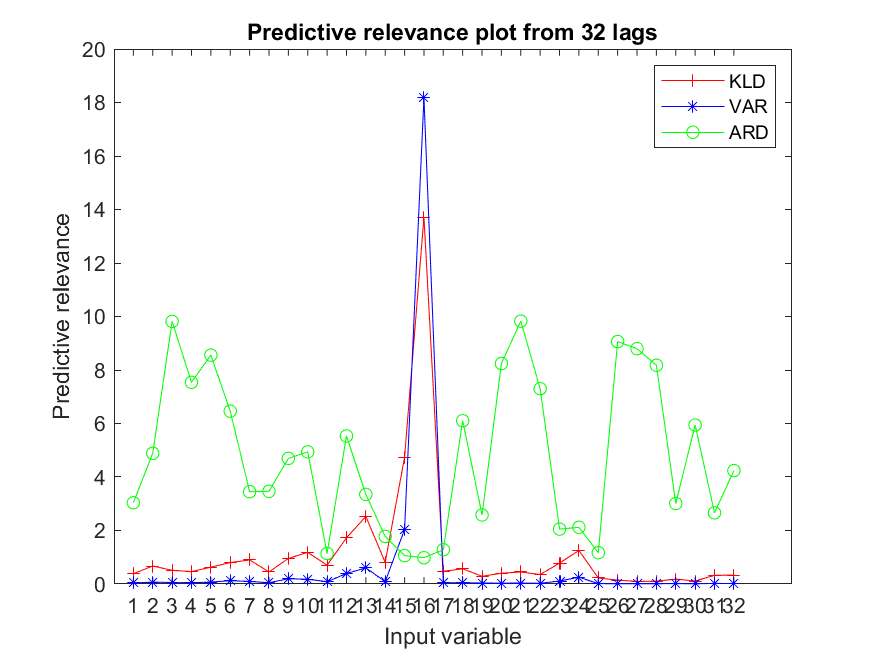 Predictive relevance plot from 32 lags
20
18
16
14
12
10
8
6
4
2
0
Predictive relevance
KLD
VAR
ARD
1 2 3 4 5 6 7 8 9 10 11 12 13 14 15 16 17 18 19 20 21 22 23 24 25 26 27 28 29 30 31 32
Input variable